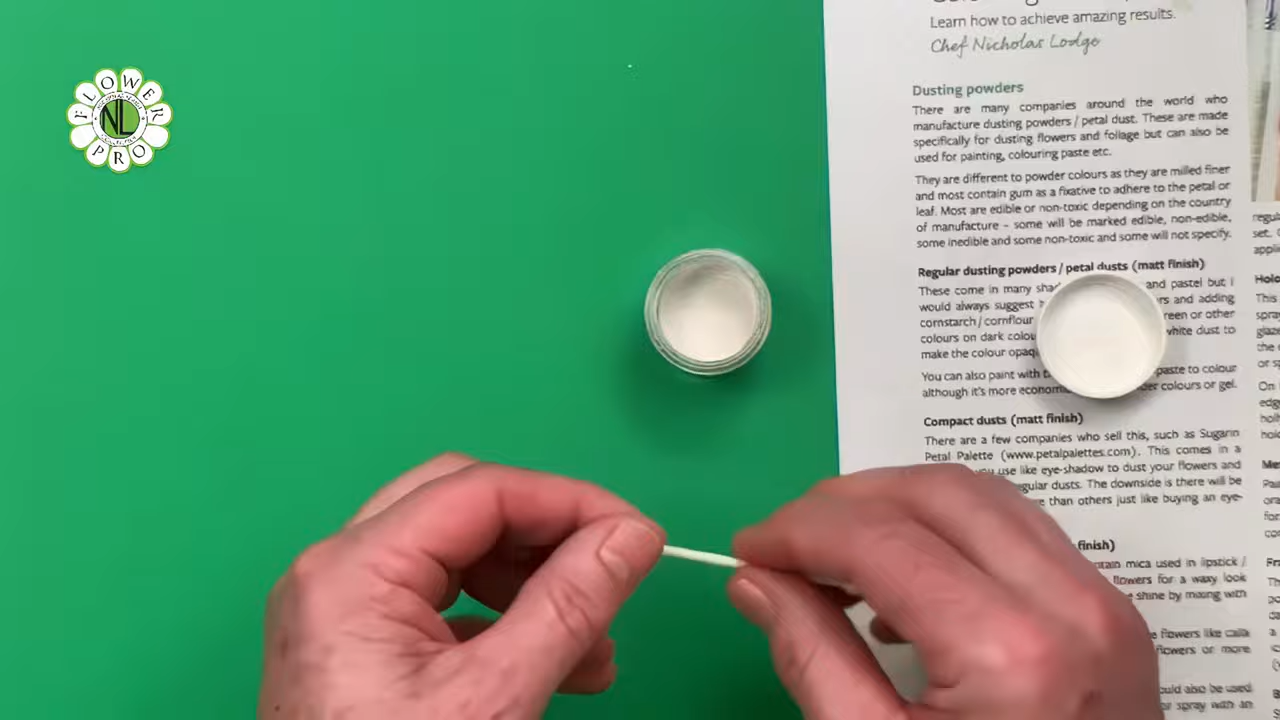 FLOWER
NL
PRO
Learn how to achieve amazing results.
Chef Nicholas Lodge
Dusting powders
There are many companies around the world who
manufacture dusting powders / petal dust. These are made
specifically for dusting flowers and foliage but can also be
used for painting, colouring paste etc.
They are different to powder colours as they are milled finer
and most contain gum as a fixative to adhere to the petal or
leaf. Most are edible or non-toxic depending on the country
of manufacture – some will be marked edible, non-edible,
some inedible and some non-toxic and some will not specify.
Regular dusting powders / petal dusts (matt finish)
These come in many and pastel but I
would always suggest and adding
cornstarch / cornflour or other
colours on dark white dust to
make the colour
You can also paint with paste to colour
although it's more colours or gel.
Compact dusts (matt finish)
There are a few companies who sell this, such as Sugarin
Petal Palette (www.petalpalettes.com). This comes in a
you use like eye-shadow to dust your flowers and
dusts. The downside is there will be
than others just like buying an eye-
finish)
mica used in lipstick /
flowers for a waxy look
shine by mixing with
flowers like calla
flowers or more
also be used
or spray with an